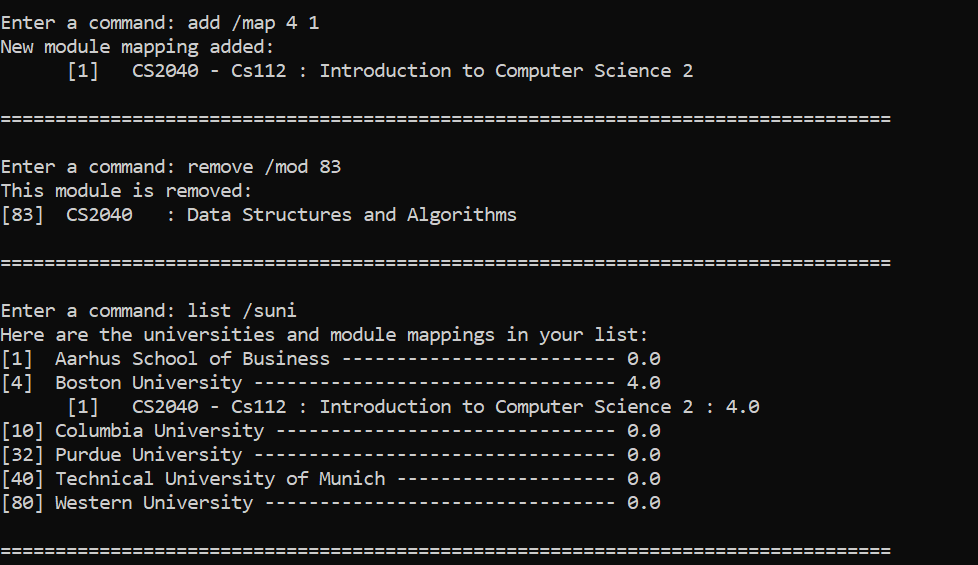 Enter a command: add /map 4 1
New module mapping added:
      [1]   CS2040 - Cs112 : Introduction to Computer Science 2
=================================================================================
Enter a command: remove /mod 83
This module is removed:
[83]  CS2040   : Data Structures and Algorithms
=================================================================================
Enter a command: list /suni
Here are the universities and module mappings in your list:
[1]  Aarhus School of Business ------------------------- 0.0
[4]  Boston University --------------------------------- 4.0
      [1]   CS2040 - Cs112 : Introduction to Computer Science 2 : 4.0
[10] Columbia University ------------------------------- 0.0
[32] Purdue University --------------------------------- 0.0
[40] Technical University of Munich -------------------- 0.0
[80] Western University -------------------------------- 0.0
=================================================================================